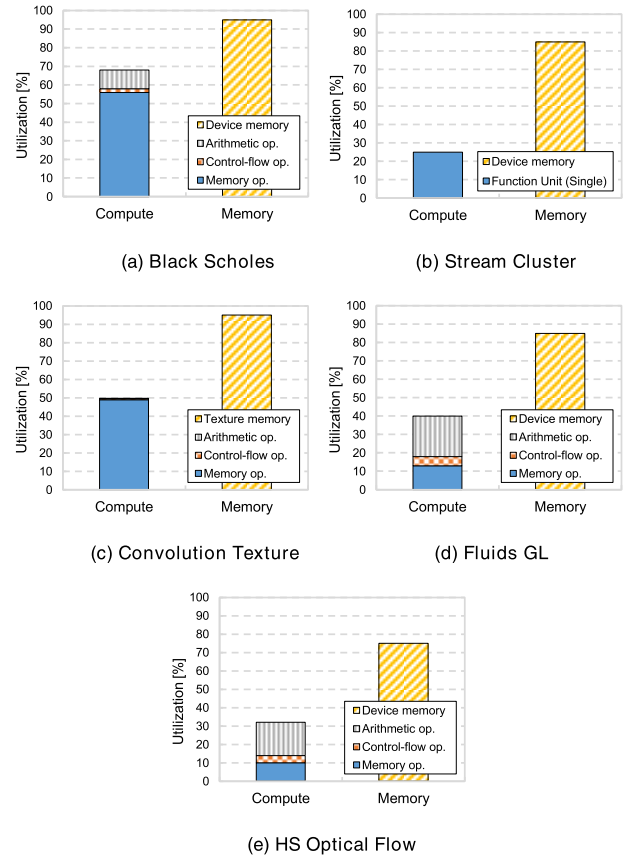 Utilization [%]
100
90
80
70
60
50
40
30
20
10
0
Device memory
Arithmetic op.
Control-flow op.
Memory op.
Compute Memory
(a) Black Scholes
Utilization [%]
100
90
80
70
60
50
40
30
20
10
0
Device memory
Function Unit (Single)
Compute Memory
(b) Stream Cluster
Utilization [%]
100
90
80
70
60
50
40
30
20
10
0
Texture memory
Arithmetic op.
Control-flow op.
Memory op.
Compute Memory
(c) Convolution Texture
Utilization [%]
100
90
80
70
60
50
40
30
20
10
0
Device memory
Arithmetic op.
Control-flow op.
Memory op.
Compute Memory
(d) Fluids GL
Utilization [%]
100
90
80
70
60
50
40
30
20
10
0
Device memory
Arithmetic op.
Control-flow op.
Memory op.
Compute Memory
(e) HS Optical Flow